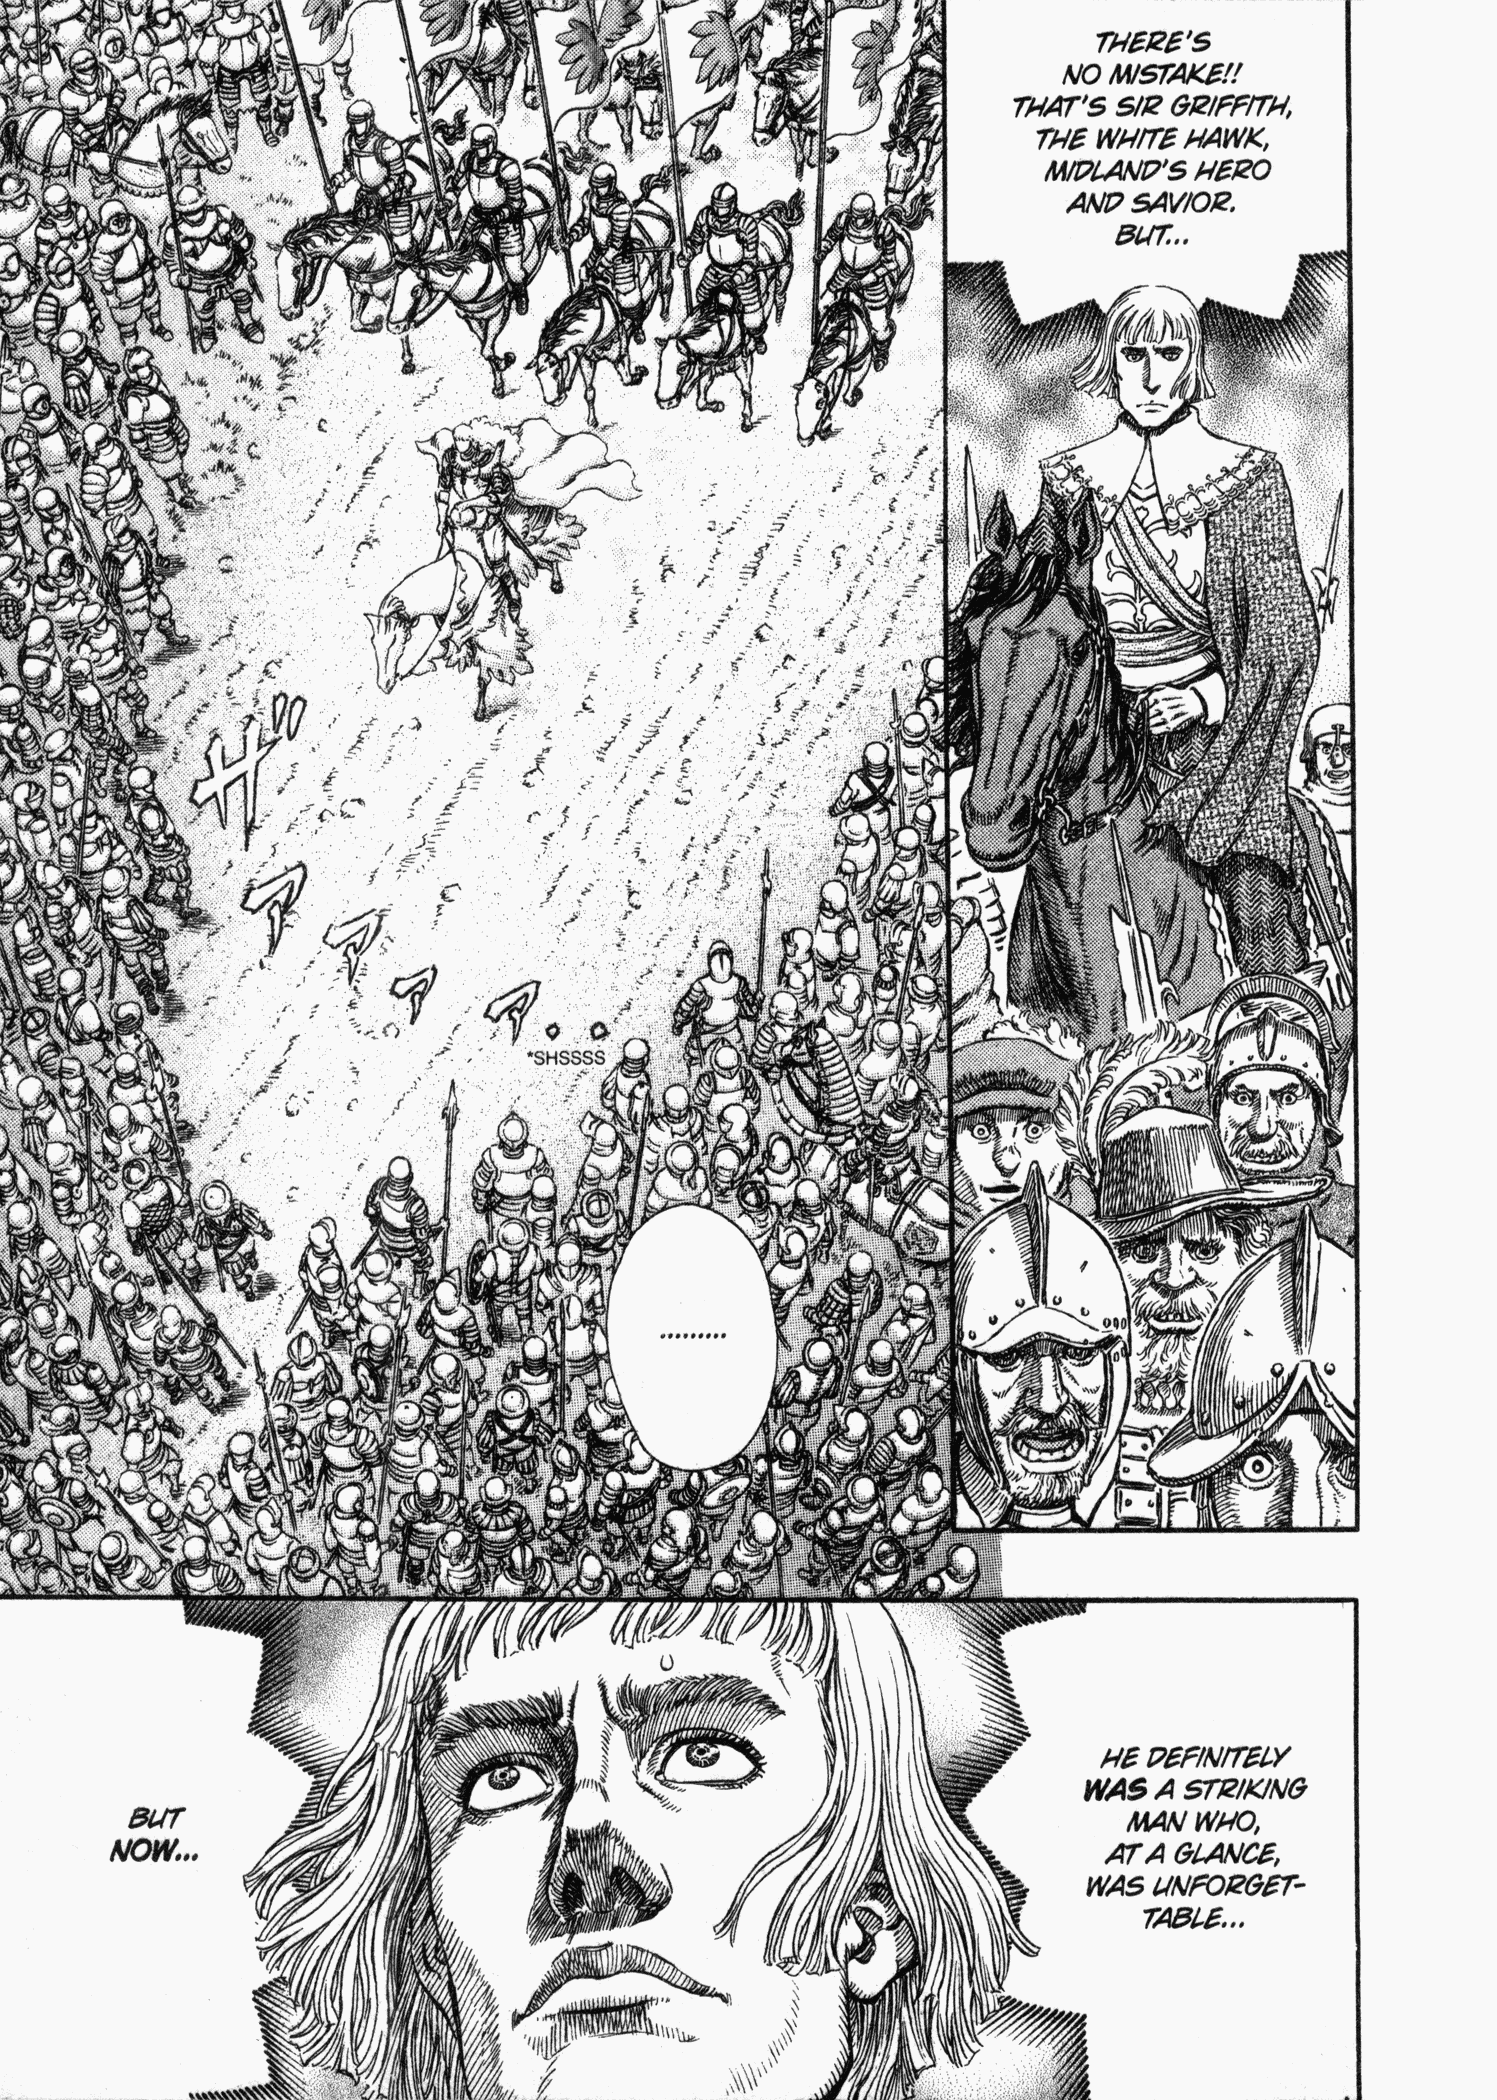 THERE'S
NO MISTAKE!!
THAT'S SIR GRIFFITH,
THE WHITE HAWK,
MIDLAND'S HERO
AND SAVIOR.
BUT...
ザァァァァ
*SHSSSS
.........
HE DEFINITELY
WAS A STRIKING
MAN WHO,
AT A GLANCE,
WAS UNFORGET-
TABLE...
BUT
NOW...